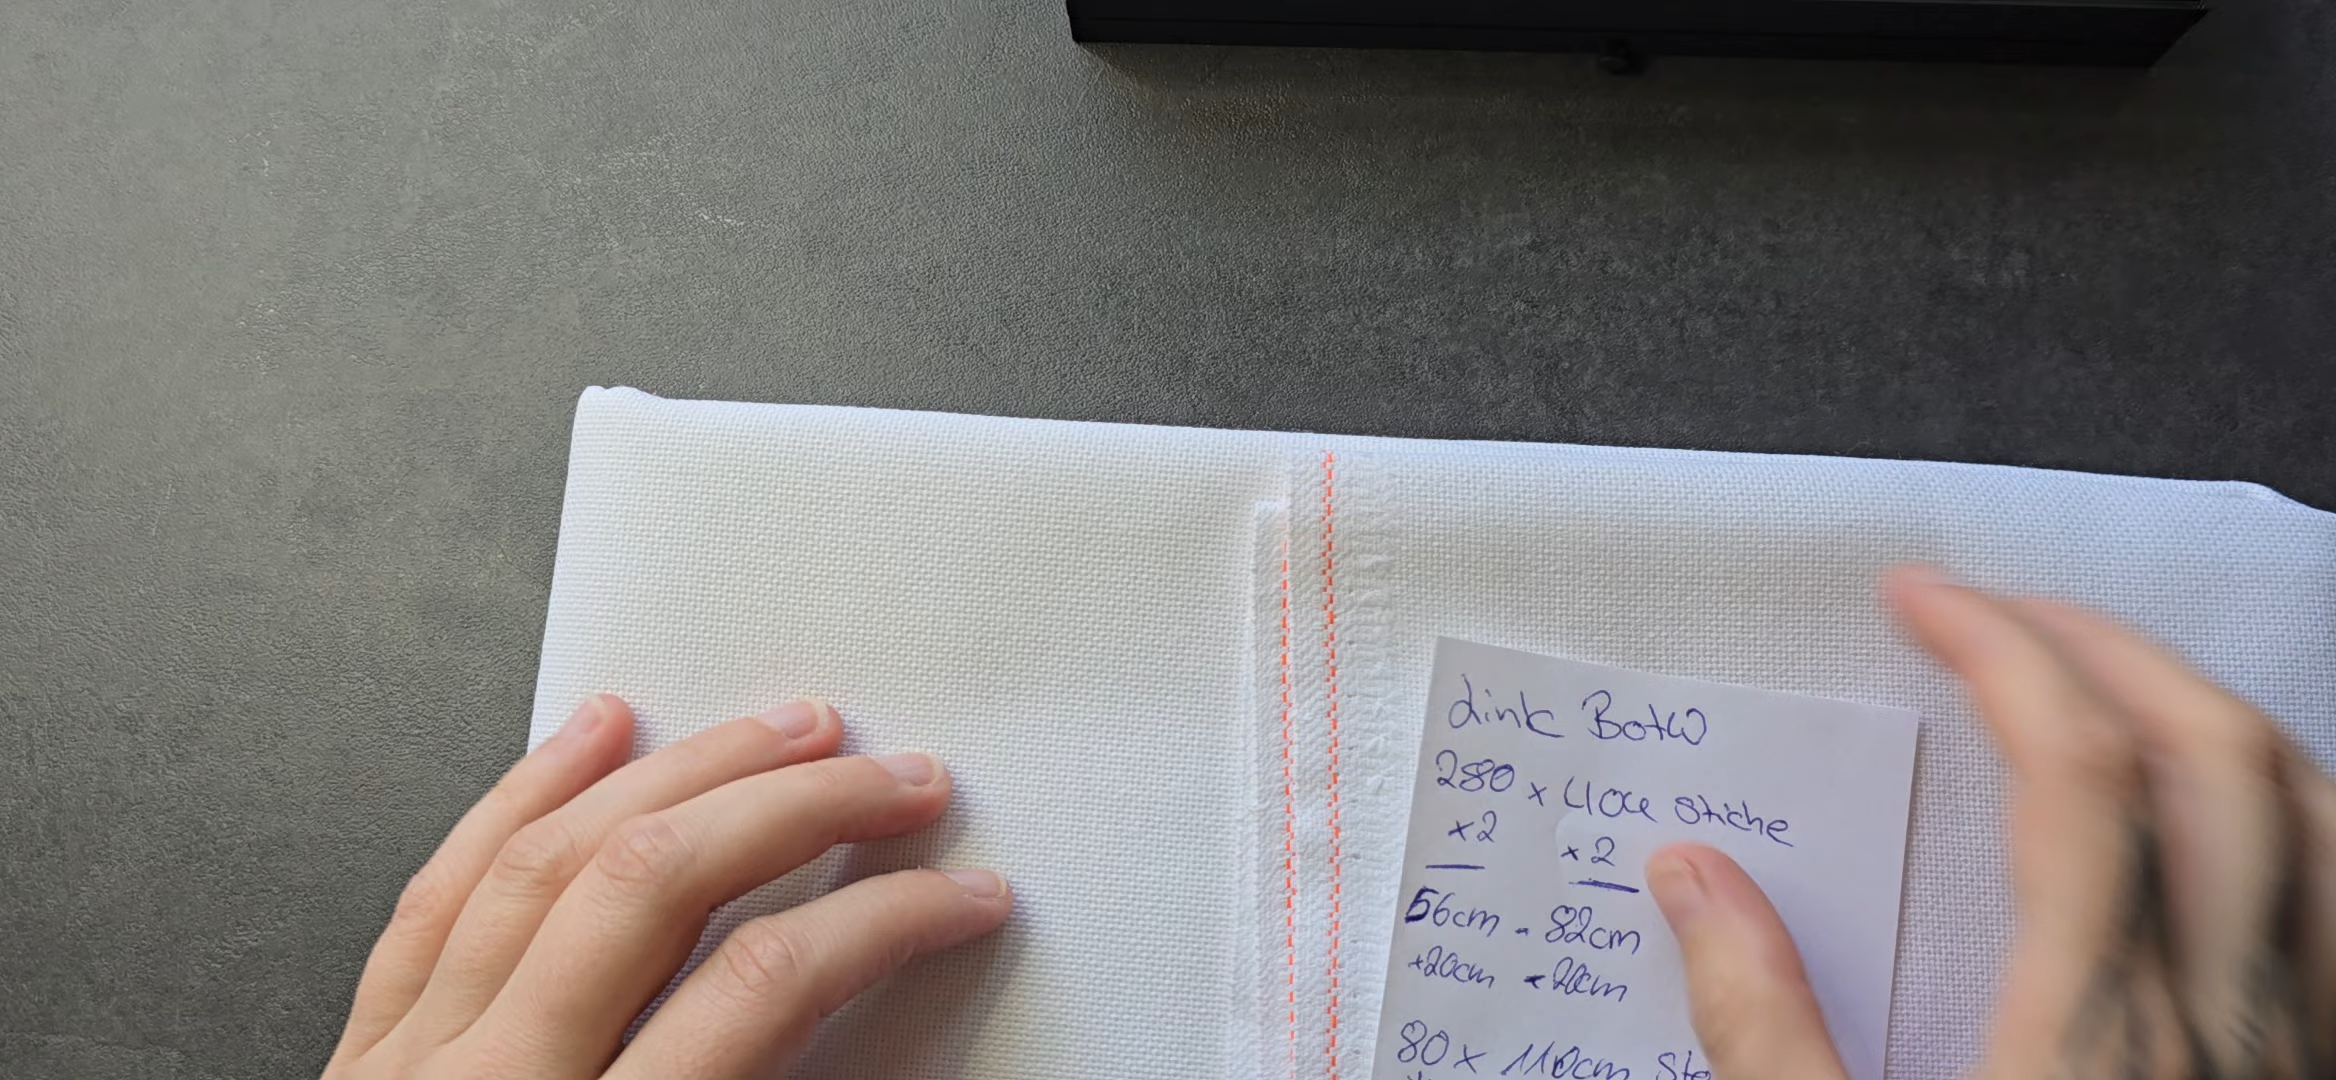 Link BotW
280 x 410 Stiche
x2 x2
56cm - 82cm
+20cm +20cm
80 x 110cm